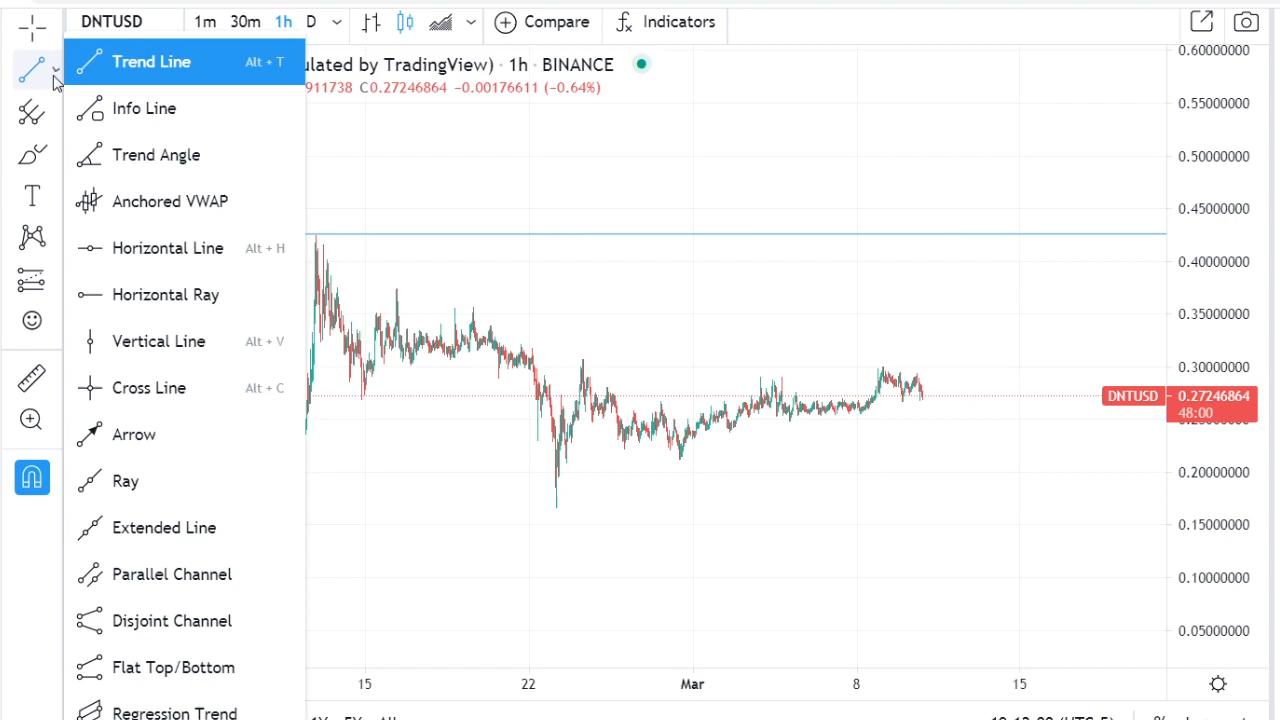 DNTUSD 1m 30m 1h D Compare Indicators
Trend Line Alt + T
ulated by TradingView) · 1h · BINANCE
911738 C0.27246864 −0.00176611 (−0.64%)
Info Line
Trend Angle
Anchored VWAP
Horizontal Line Alt + H
Horizontal Ray
Vertical Line Alt + V
Cross Line Alt + C
Arrow
Ray
Extended Line
Parallel Channel
Disjoint Channel
Flat Top/Bottom
Regression Trend
0.60000000
0.55000000
0.50000000
0.45000000
0.40000000
0.35000000
0.30000000
DNTUSD 0.27246864
48:00
0.20000000
0.15000000
0.10000000
0.05000000
15 22 Mar 8 15